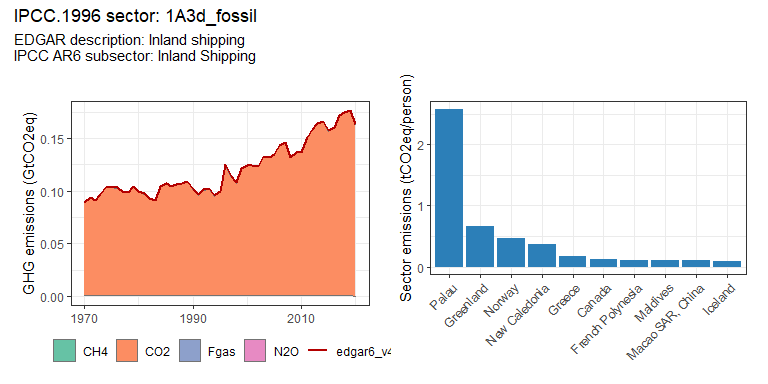 IPCC.1996 sector: 1A3d_fossil
EDGAR description: Inland shipping
IPCC AR6 subsector: Inland Shipping
GHG emissions (GtCO2eq)
0.15
0.10
0.05
0.00
1970
1990
2010
CH4
CO2
Fgas
N2O
edgar6_v4
Sector emissions (tCO2eq/person)
2
1
0
Palau
Greenland
Norway
New Caledonia
Greece
Canada
French Polynesia
Maldives
Macao SAR, China
Iceland